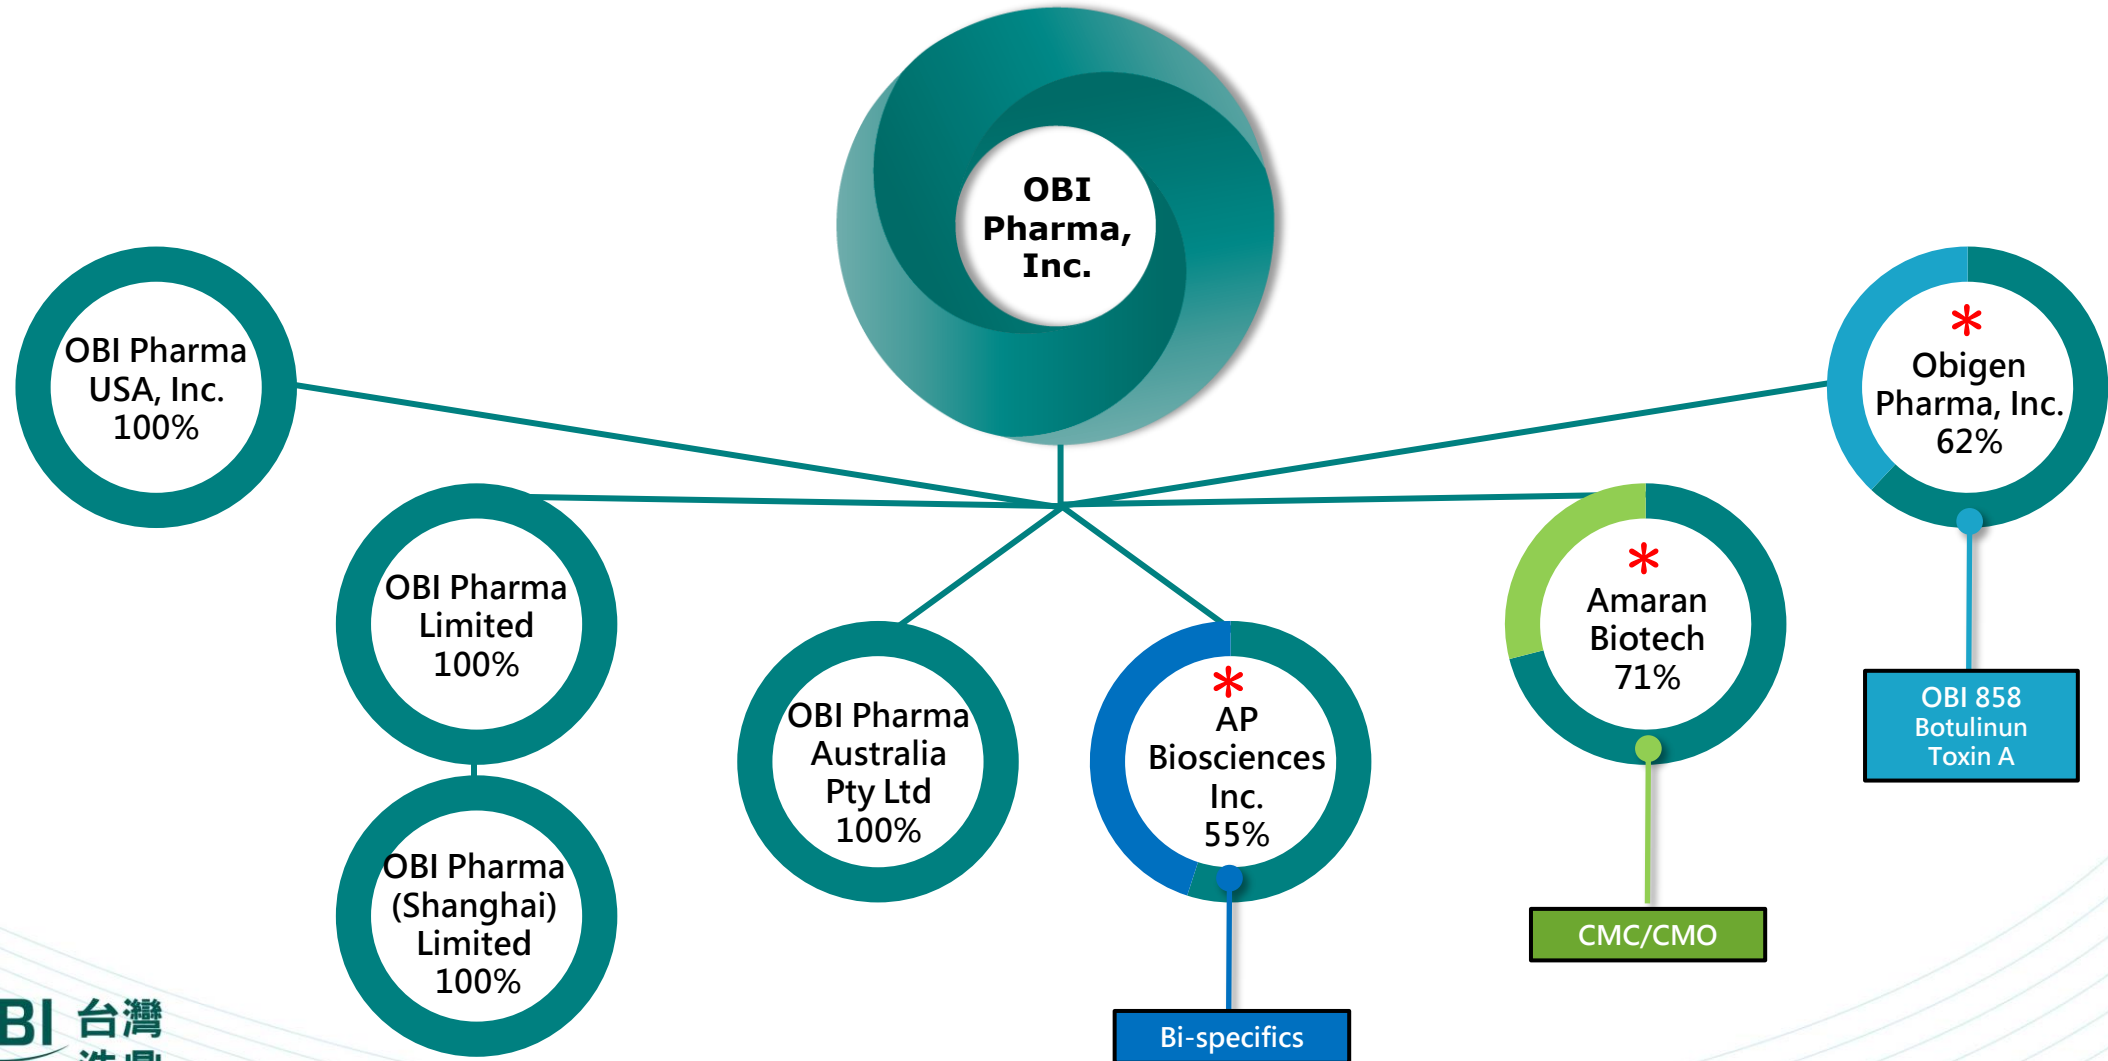 OBI
Pharma,
Inc.
OBI Pharma
USA, Inc.
100%
*
Obigen
Pharma, Inc.
62%
OBI Pharma
Limited
100%
*
Amaran
Biotech
71%
OBI Pharma
Australia
Pty Ltd
100%
*
AP
Biosciences
Inc.
55%
OBI 858
Botulinun
Toxin A
OBI Pharma
(Shanghai)
Limited
100%
CMC/CMO
Bi-specifics
BI 台灣
浩鼎